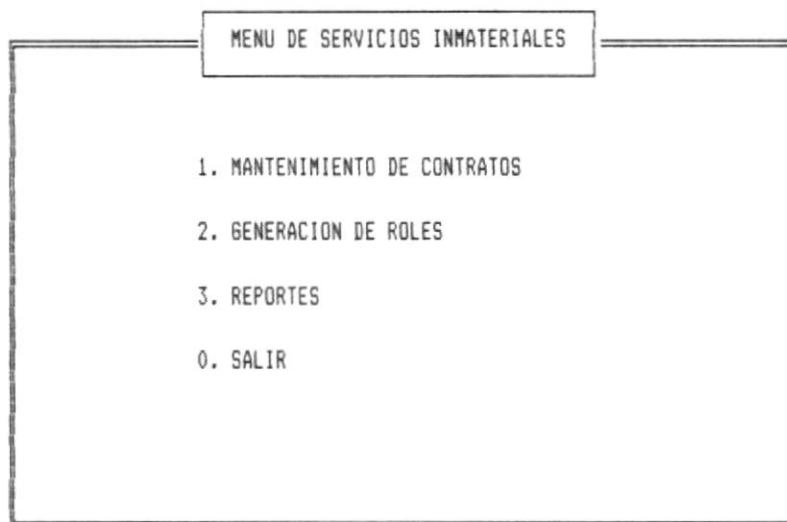 MENU DE SERVICIOS INMATERIALES
1. MANTENIMIENTO DE CONTRATOS
2. GENERACION DE ROLES
3. REPORTES
0. SALIR